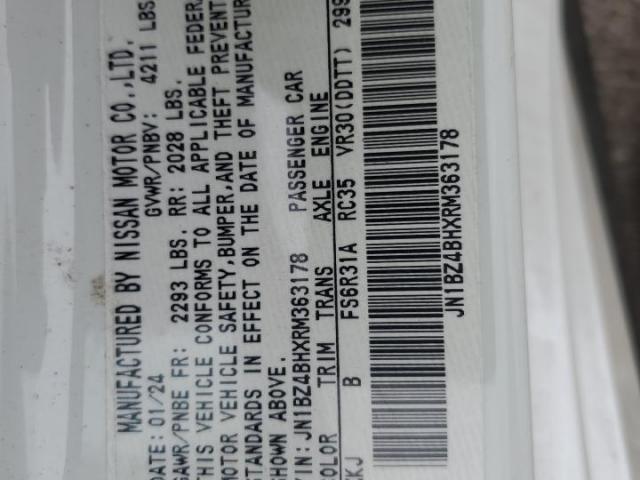 MANUFACTURED BY NISSAN MOTOR CO.,LTD.
DATE: 01/24 GVWR/PNBV: 4211 LBS
GAWR/PNBE FR: 2293 LBS. RR: 2028 LBS.
THIS VEHICLE CONFORMS TO ALL APPLICABLE FEDER
MOTOR VEHICLE SAFETY,BUMPER,AND THEFT PREVENT
STANDARDS IN EFFECT ON THE DATE OF MANUFACTUR
SHOWN ABOVE.
VIN: JN1BZ4BHXRM363178 PASSENGER CAR
COLOR TRIM TRANS AXLE ENGINE
KJ B FS6R31A RC35 VR30(DDTT) 299
JN1BZ4BHXRM363178